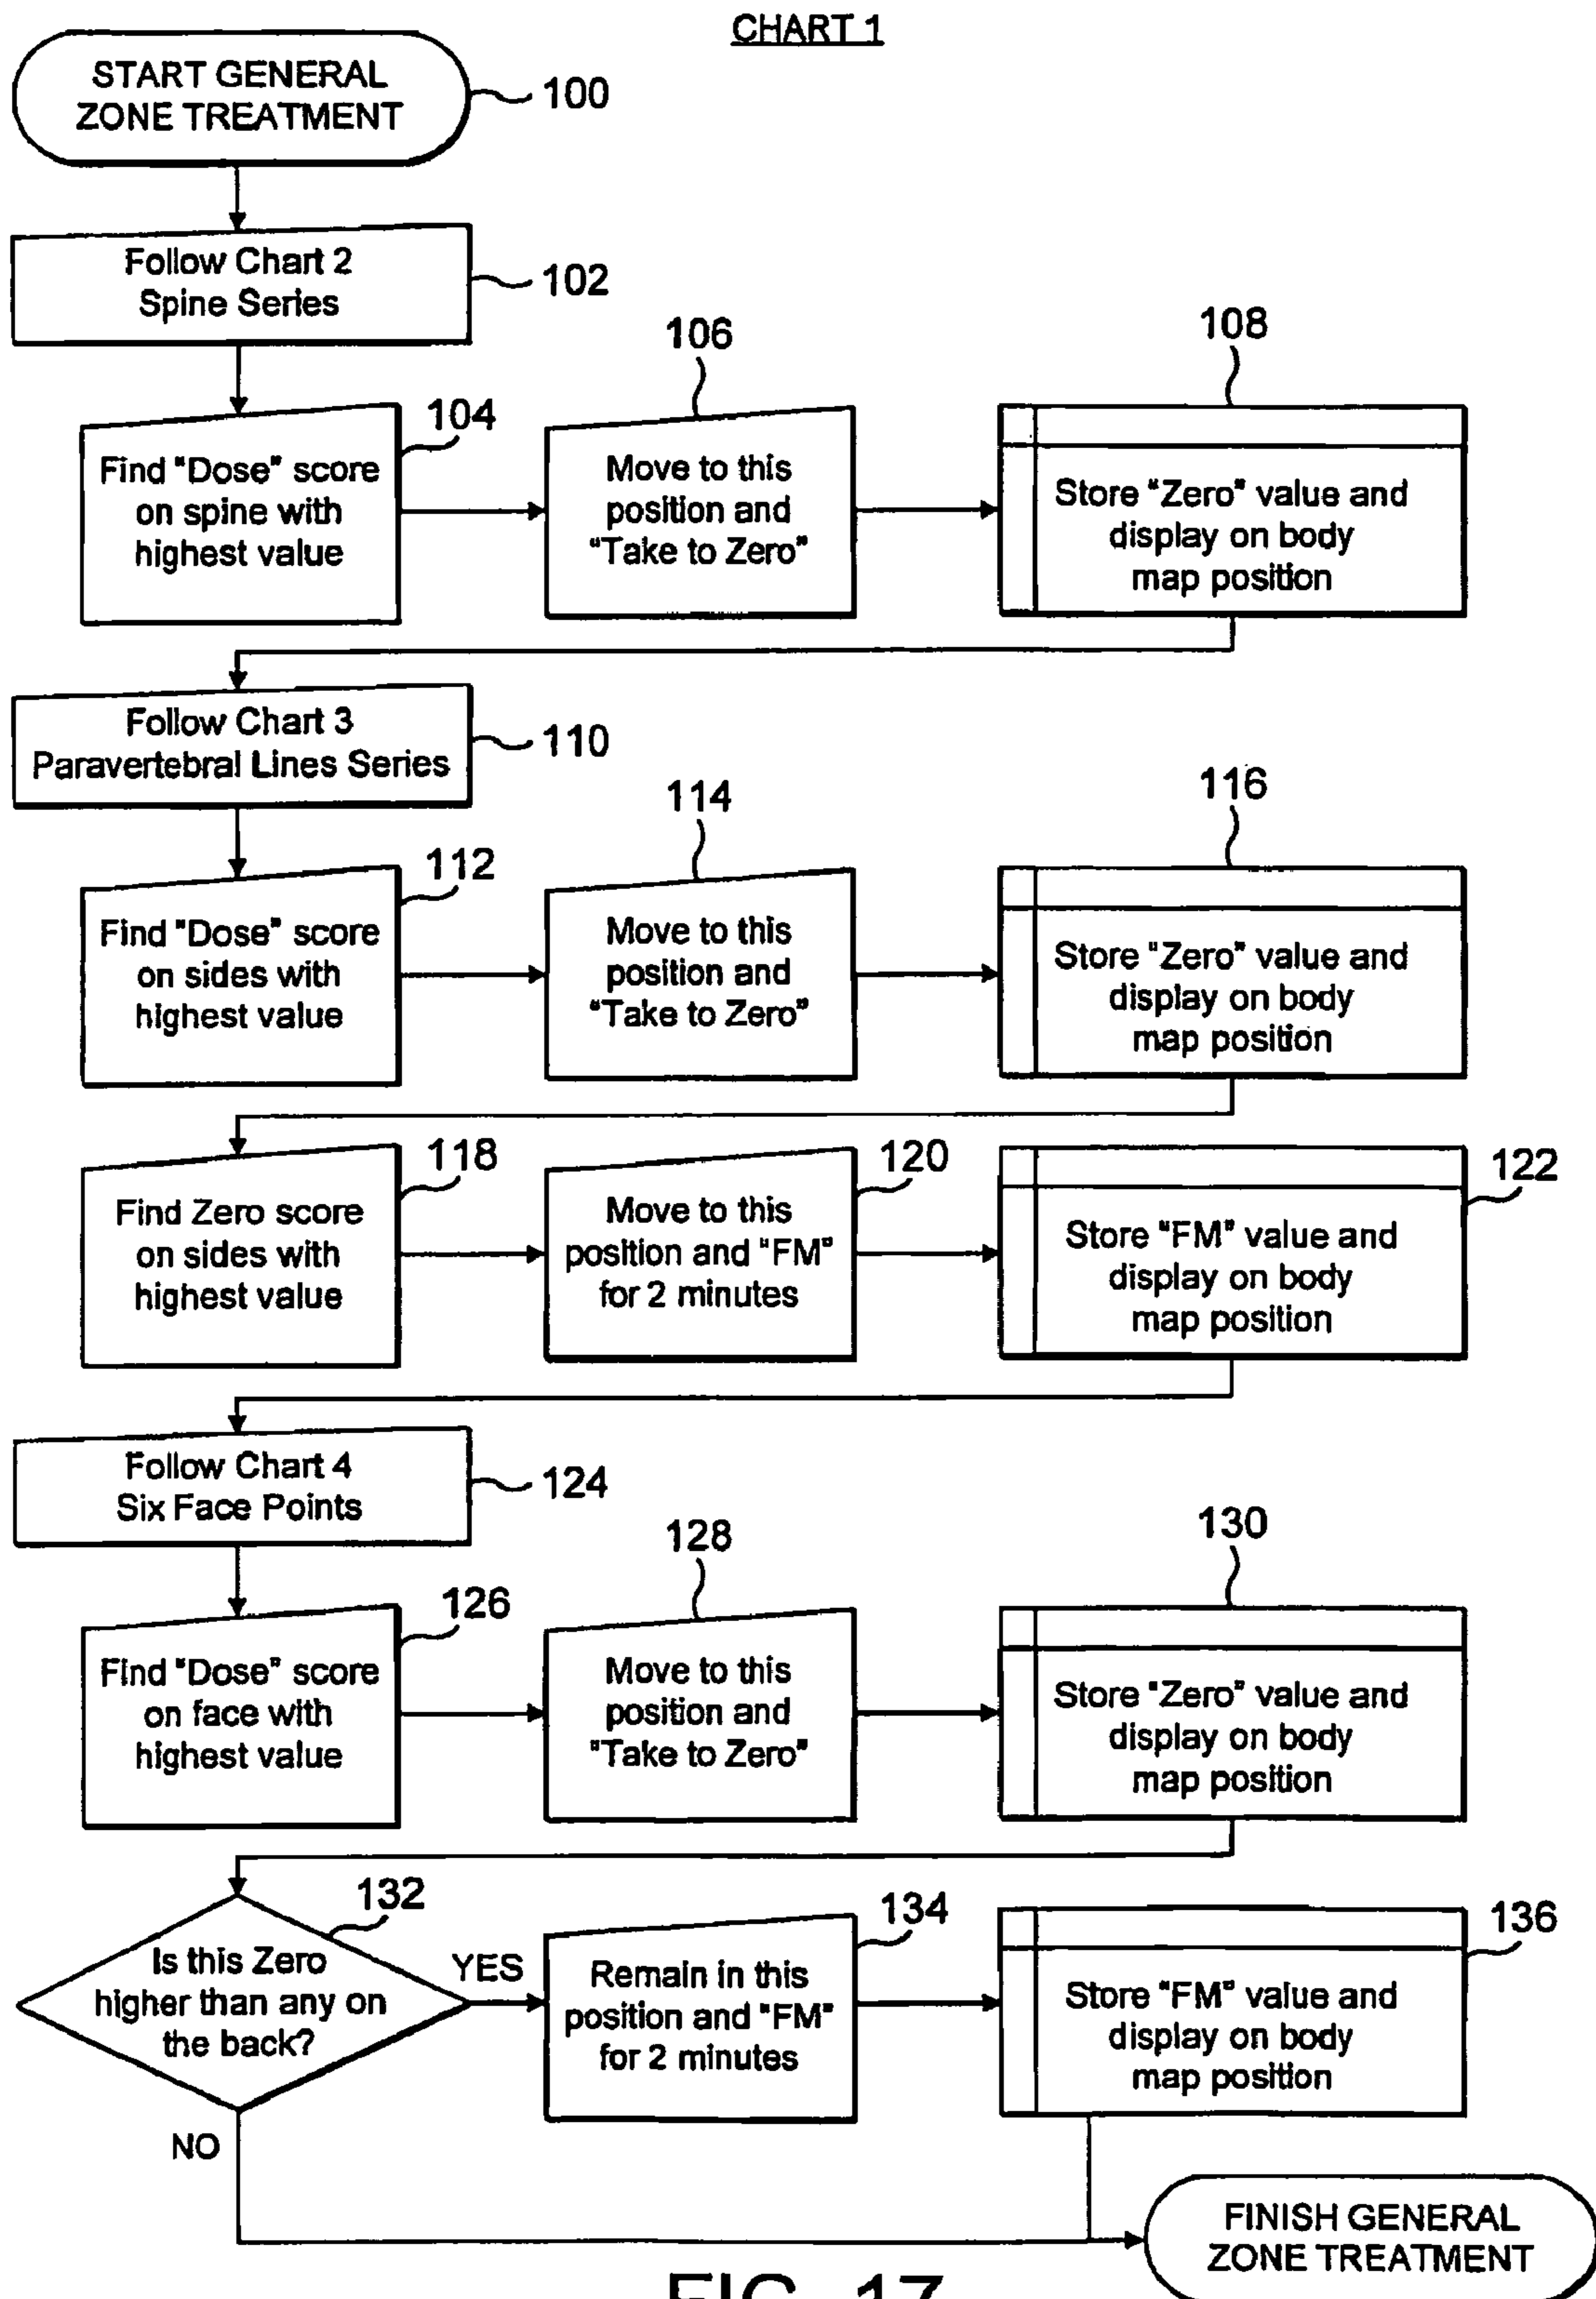 CHART 1
START GENERAL
ZONE TREATMENT
100
Follow Chart 2
Spine Series
102
104
Find "Dose" score
on spine with
highest value
106
Move to this
position and
"Take to Zero"
108
Store "Zero" value and
display on body
map position
Follow Chart 3
Paravertebral Lines Series
110
112
Find "Dose" score
on sides with
highest value
114
Move to this
position and
"Take to Zero"
116
Store "Zero" value and
display on body
map position
118
Find Zero score
on sides with
highest value
120
Move to this
position and "FM"
for 2 minutes
122
Store "FM" value and
display on body
map position
Follow Chart 4
Six Face Points
124
126
Find "Dose" score
on face with
highest value
128
Move to this
position and
"Take to Zero"
130
Store "Zero" value and
display on body
map position
132
Is this Zero
higher than any on
the back?
YES
NO
134
Remain in this
position and "FM"
for 2 minutes
136
Store "FM" value and
display on body
map position
FINISH GENERAL
ZONE TREATMENT
FIG. 17